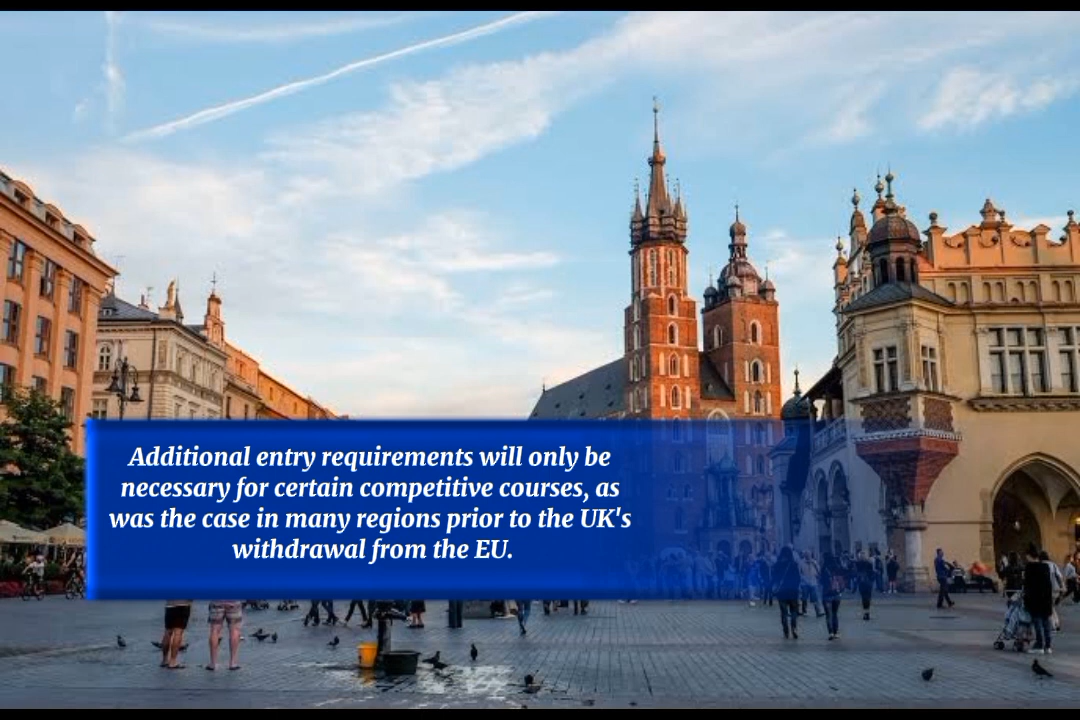 Additional entry requirements will only be
necessary for certain competitive courses, as
was the case in many regions prior to the UK's
withdrawal from the EU.